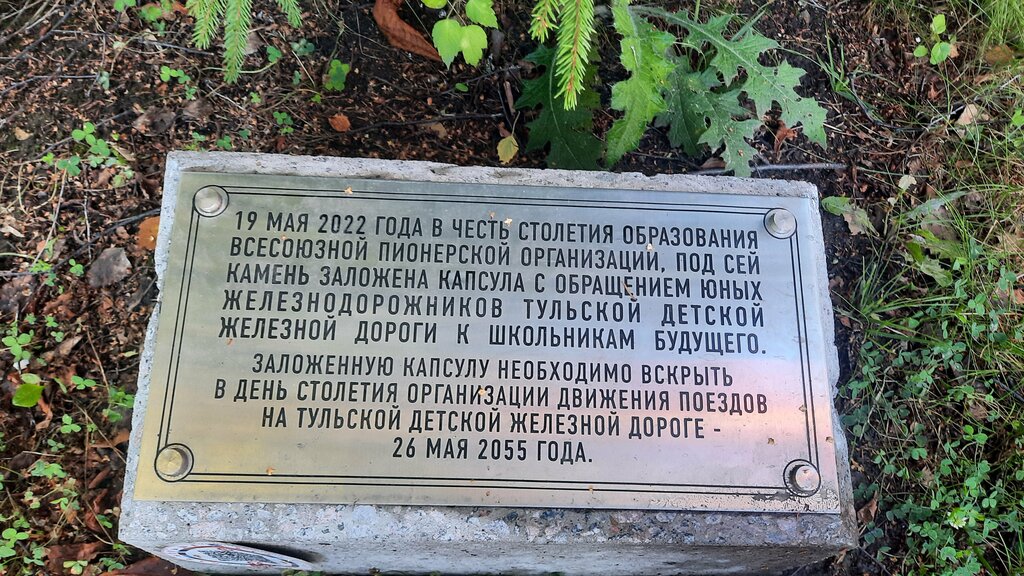 19 МАЯ 2022 ГОДА В ЧЕСТЬ СТОЛЕТИЯ ОБРАЗОВАНИЯ
ВСЕСОЮЗНОЙ ПИОНЕРСКОЙ ОРГАНИЗАЦИИ, ПОД СЕЙ
КАМЕНЬ ЗАЛОЖЕНА КАПСУЛА С ОБРАЩЕНИЕМ ЮНЫХ
ЖЕЛЕЗНОДОРОЖНИКОВ ТУЛЬСКОЙ ДЕТСКОЙ
ЖЕЛЕЗНОЙ ДОРОГИ К ШКОЛЬНИКАМ БУДУЩЕГО.
ЗАЛОЖЕННУЮ КАПСУЛУ НЕОБХОДИМО ВСКРЫТЬ
В ДЕНЬ СТОЛЕТИЯ ОРГАНИЗАЦИИ ДВИЖЕНИЯ ПОЕЗДОВ
НА ТУЛЬСКОЙ ДЕТСКОЙ ЖЕЛЕЗНОЙ ДОРОГЕ -
26 МАЯ 2055 ГОДА.